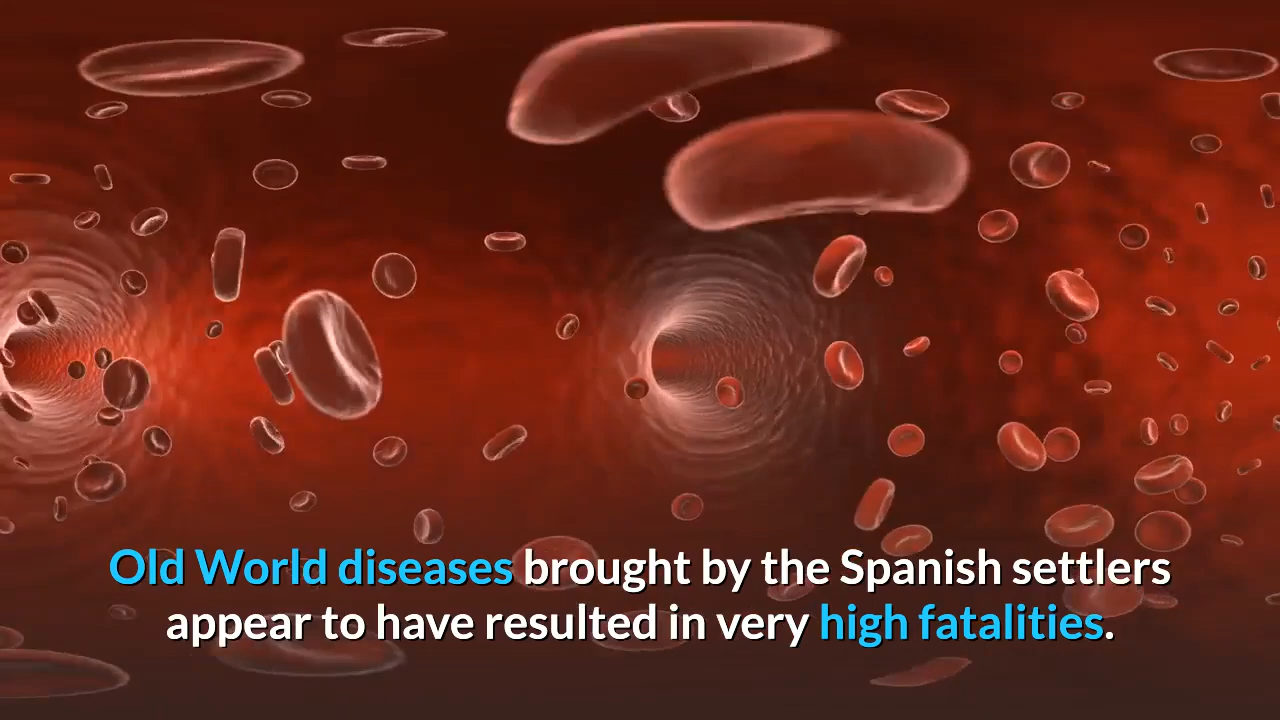 Old World diseases brought by the Spanish settlers
appear to have resulted in very high fatalities.